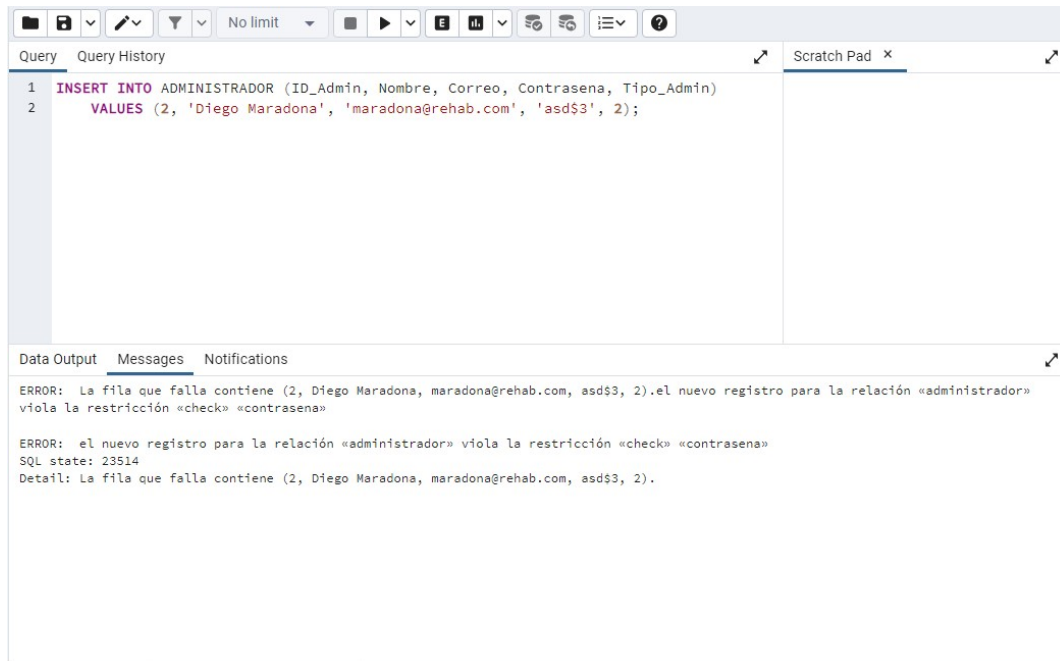 No limit
E
Query Query History
Scratch Pad ×
1 INSERT INTO ADMINISTRADOR (ID_Admin, Nombre, Correo, Contrasena, Tipo_Admin)
2 VALUES (2, 'Diego Maradona', 'maradona@rehab.com', 'asd$3', 2);
Data Output Messages Notifications
ERROR: La fila que falla contiene (2, Diego Maradona, maradona@rehab.com, asd$3, 2).el nuevo registro para la relación «administrador»
viola la restricción «check» «contrasena»
ERROR: el nuevo registro para la relación «administrador» viola la restricción «check» «contrasena»
SQL state: 23514
Detail: La fila que falla contiene (2, Diego Maradona, maradona@rehab.com, asd$3, 2).